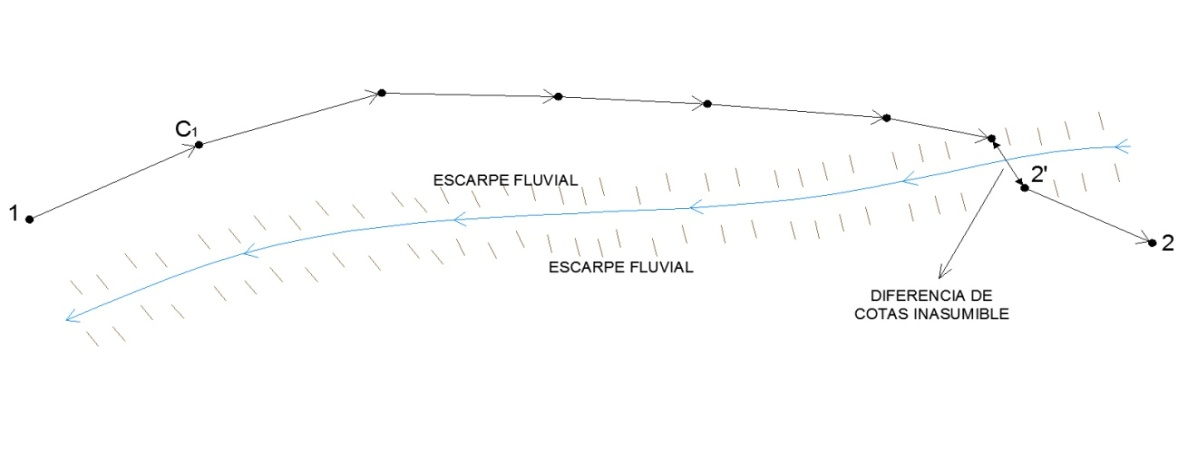 C1
ESCARPE FLUVIAL
2'
1
2
ESCARPE FLUVIAL
DIFERENCIA DE
COTAS INASUMIBLE